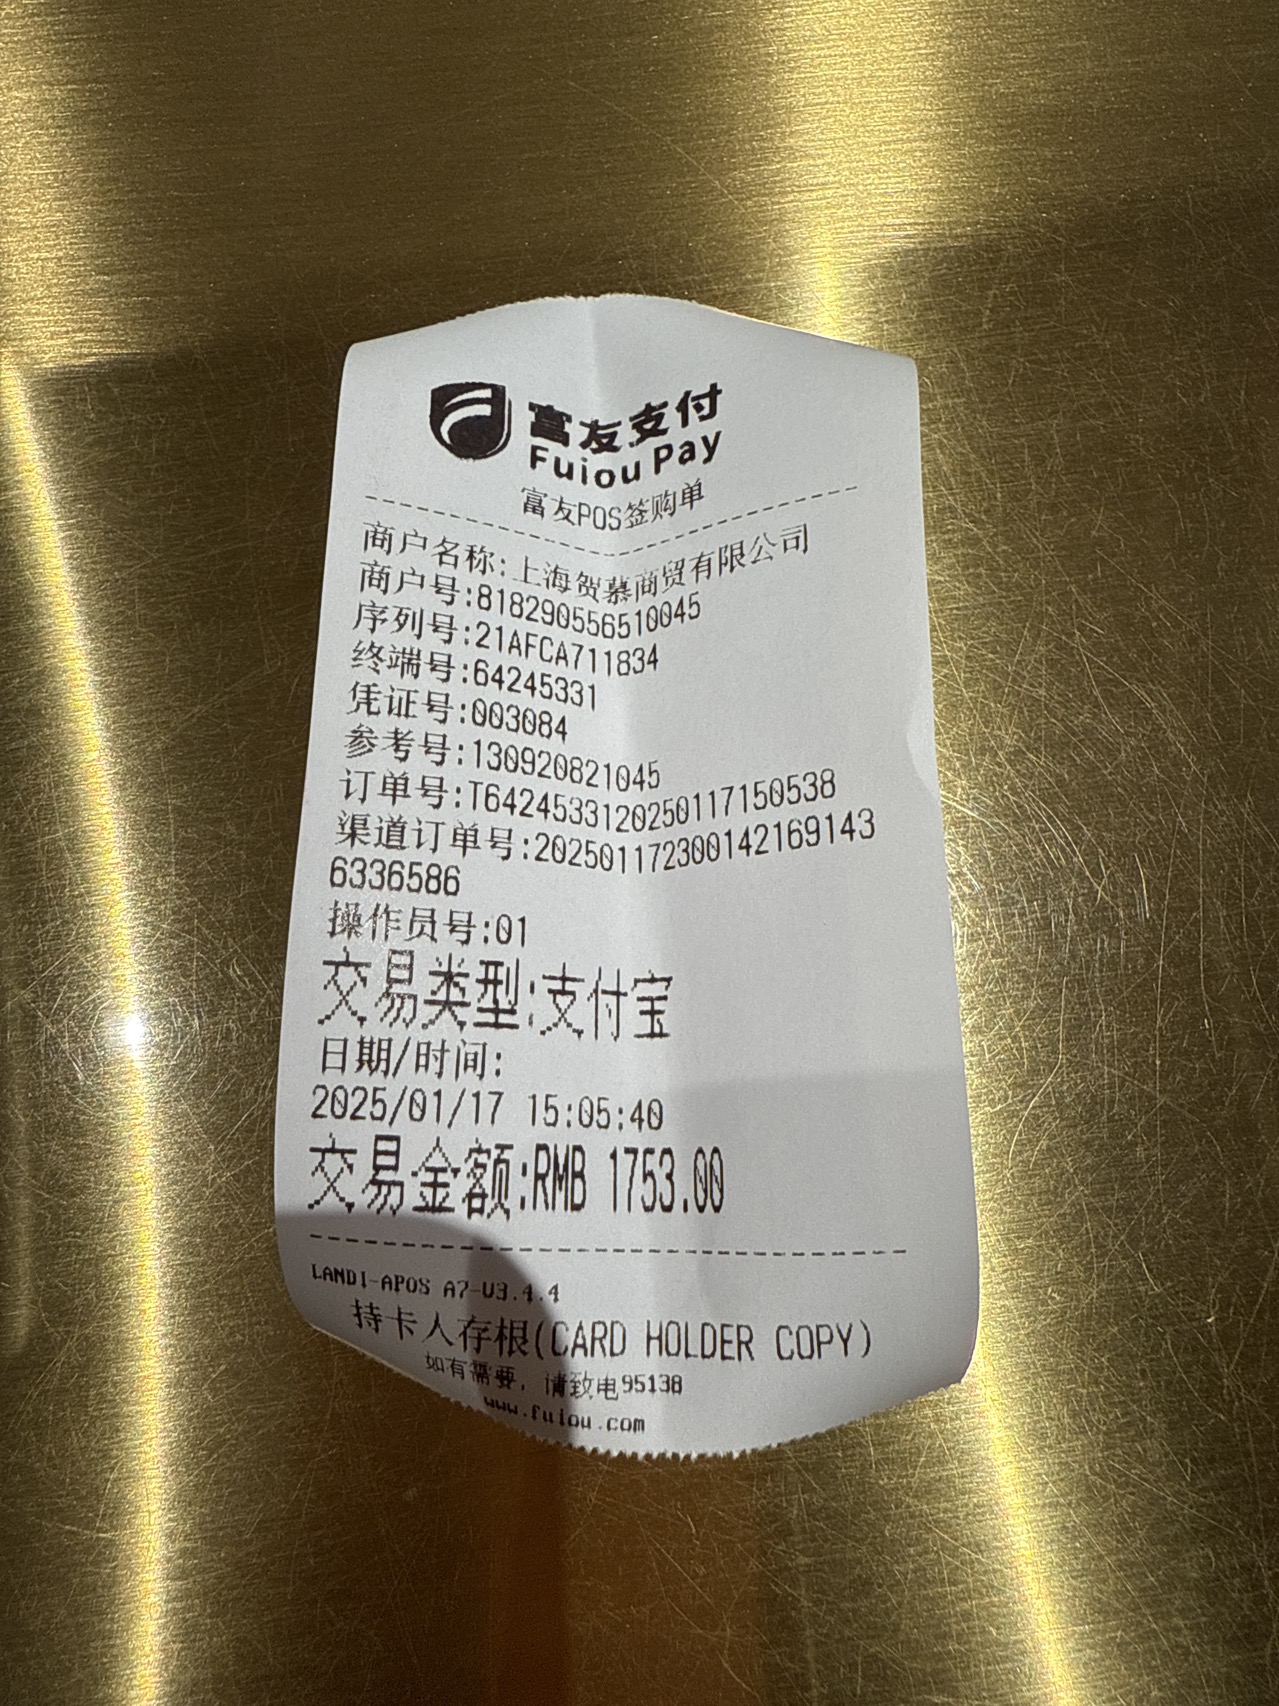 富友支付
Fuiou Pay
富友POS签购单
商户名称:上海贺慕商贸有限公司
商户号:818290556510045
序列号:21AFCA711834
终端号:64245331
凭证号:003084
参考号:130920821045
订单号:T6424533120250117150538
渠道订单号:202501172300142169143
6336586
操作员号:01
交易类型:支付宝
日期/时间:
2025/01/17 15:05:40
交易金额:RMB 1753.00
LANDI-APOS A7-V3.4.4
持卡人存根(CARD HOLDER COPY)
如有需要，请致电95138
www.fuiou.com